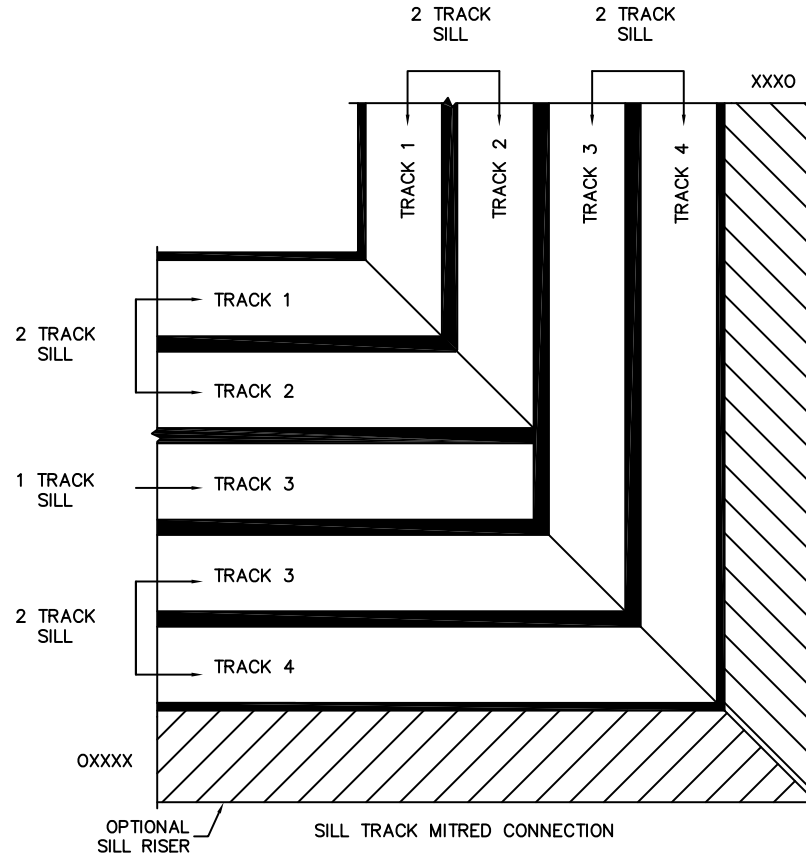 2 TRACK
SILL
2 TRACK
SILL
XXXO
TRACK 1
TRACK 2
TRACK 3
TRACK 4
2 TRACK
SILL
TRACK 1
TRACK 2
1 TRACK
SILL
TRACK 3
TRACK 3
2 TRACK
SILL
TRACK 4
OXXXX
OPTIONAL
SILL RISER
SILL TRACK MITRED CONNECTION